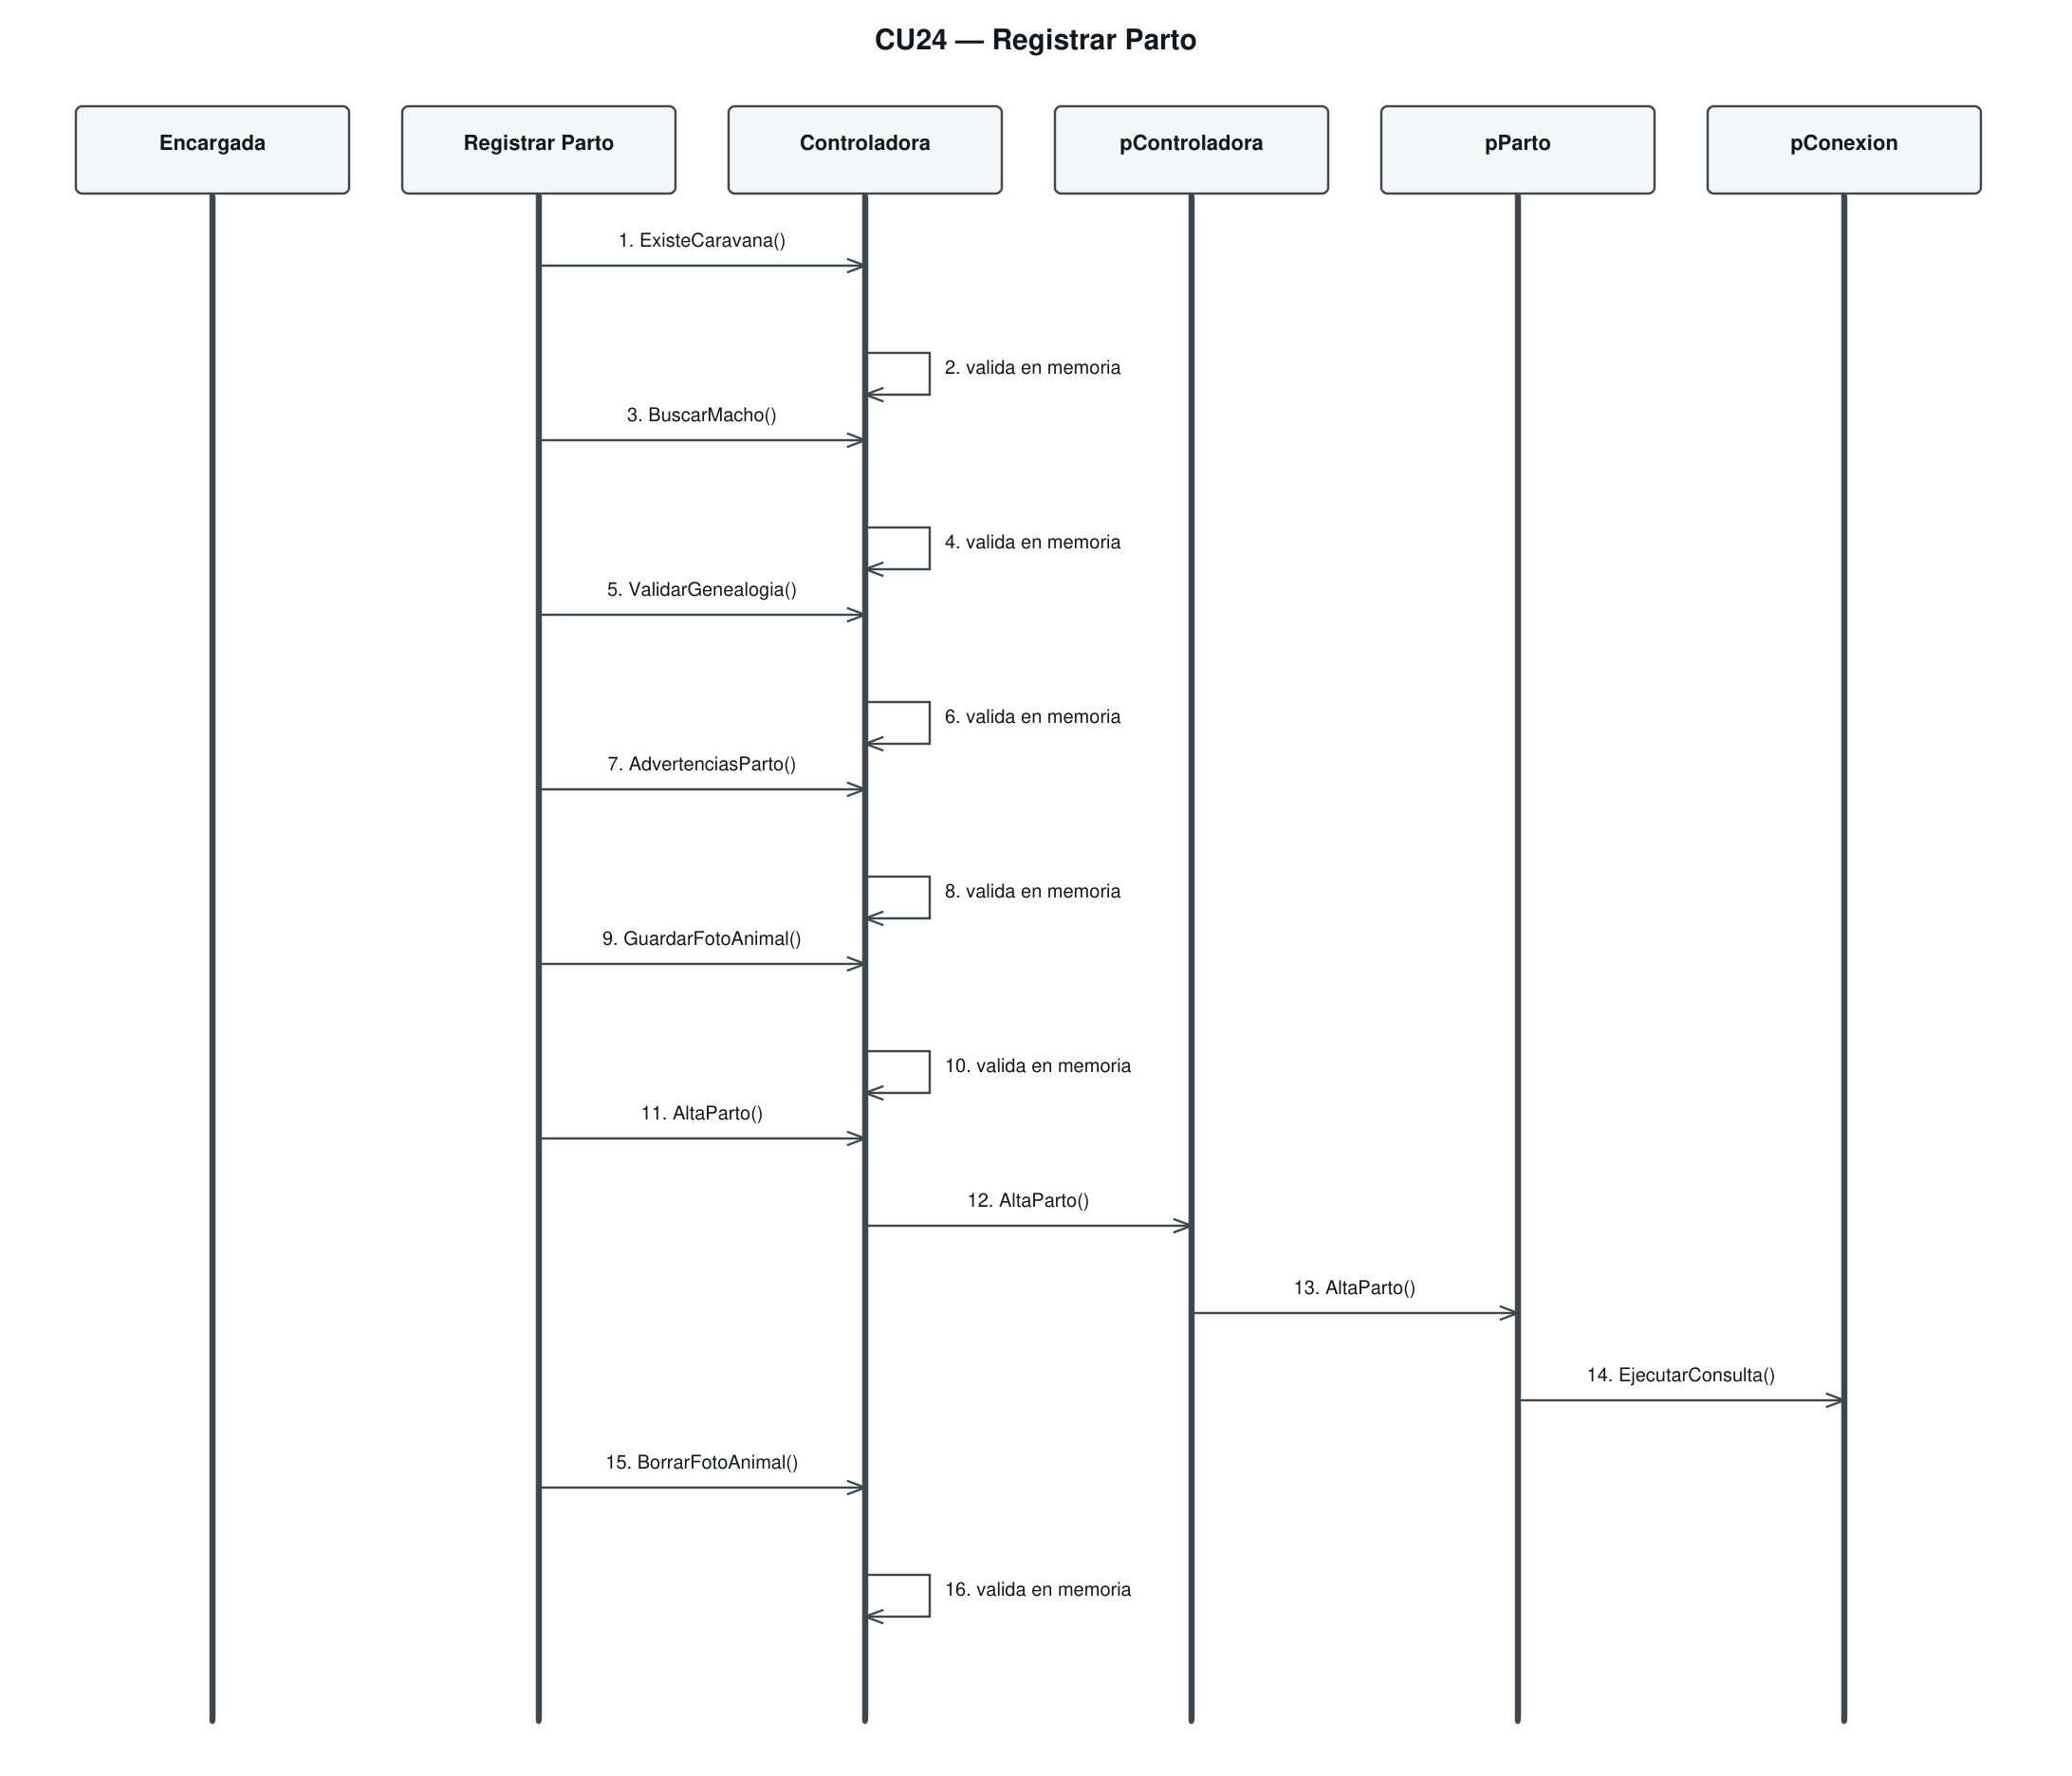 CU24 — Registrar Parto
Encargada
Registrar Parto
Controladora
pControladora
pParto
pConexion
1. ExisteCaravana()
2. valida en memoria
3. BuscarMacho()
4. valida en memoria
5. ValidarGenealogia()
6. valida en memoria
7. AdvertenciasParto()
8. valida en memoria
9. GuardarFotoAnimal()
10. valida en memoria
11. AltaParto()
12. AltaParto()
13. AltaParto()
14. EjecutarConsulta()
15. BorrarFotoAnimal()
16. valida en memoria